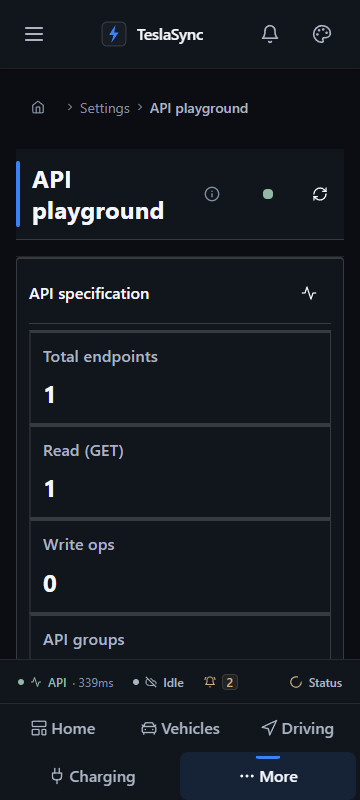 TeslaSync
Settings
API playground
API
playground
API specification
Total endpoints
1
Read (GET)
1
Write ops
0
API groups
API · 339ms
Idle
2
Status
Home
Vehicles
Driving
Charging
More